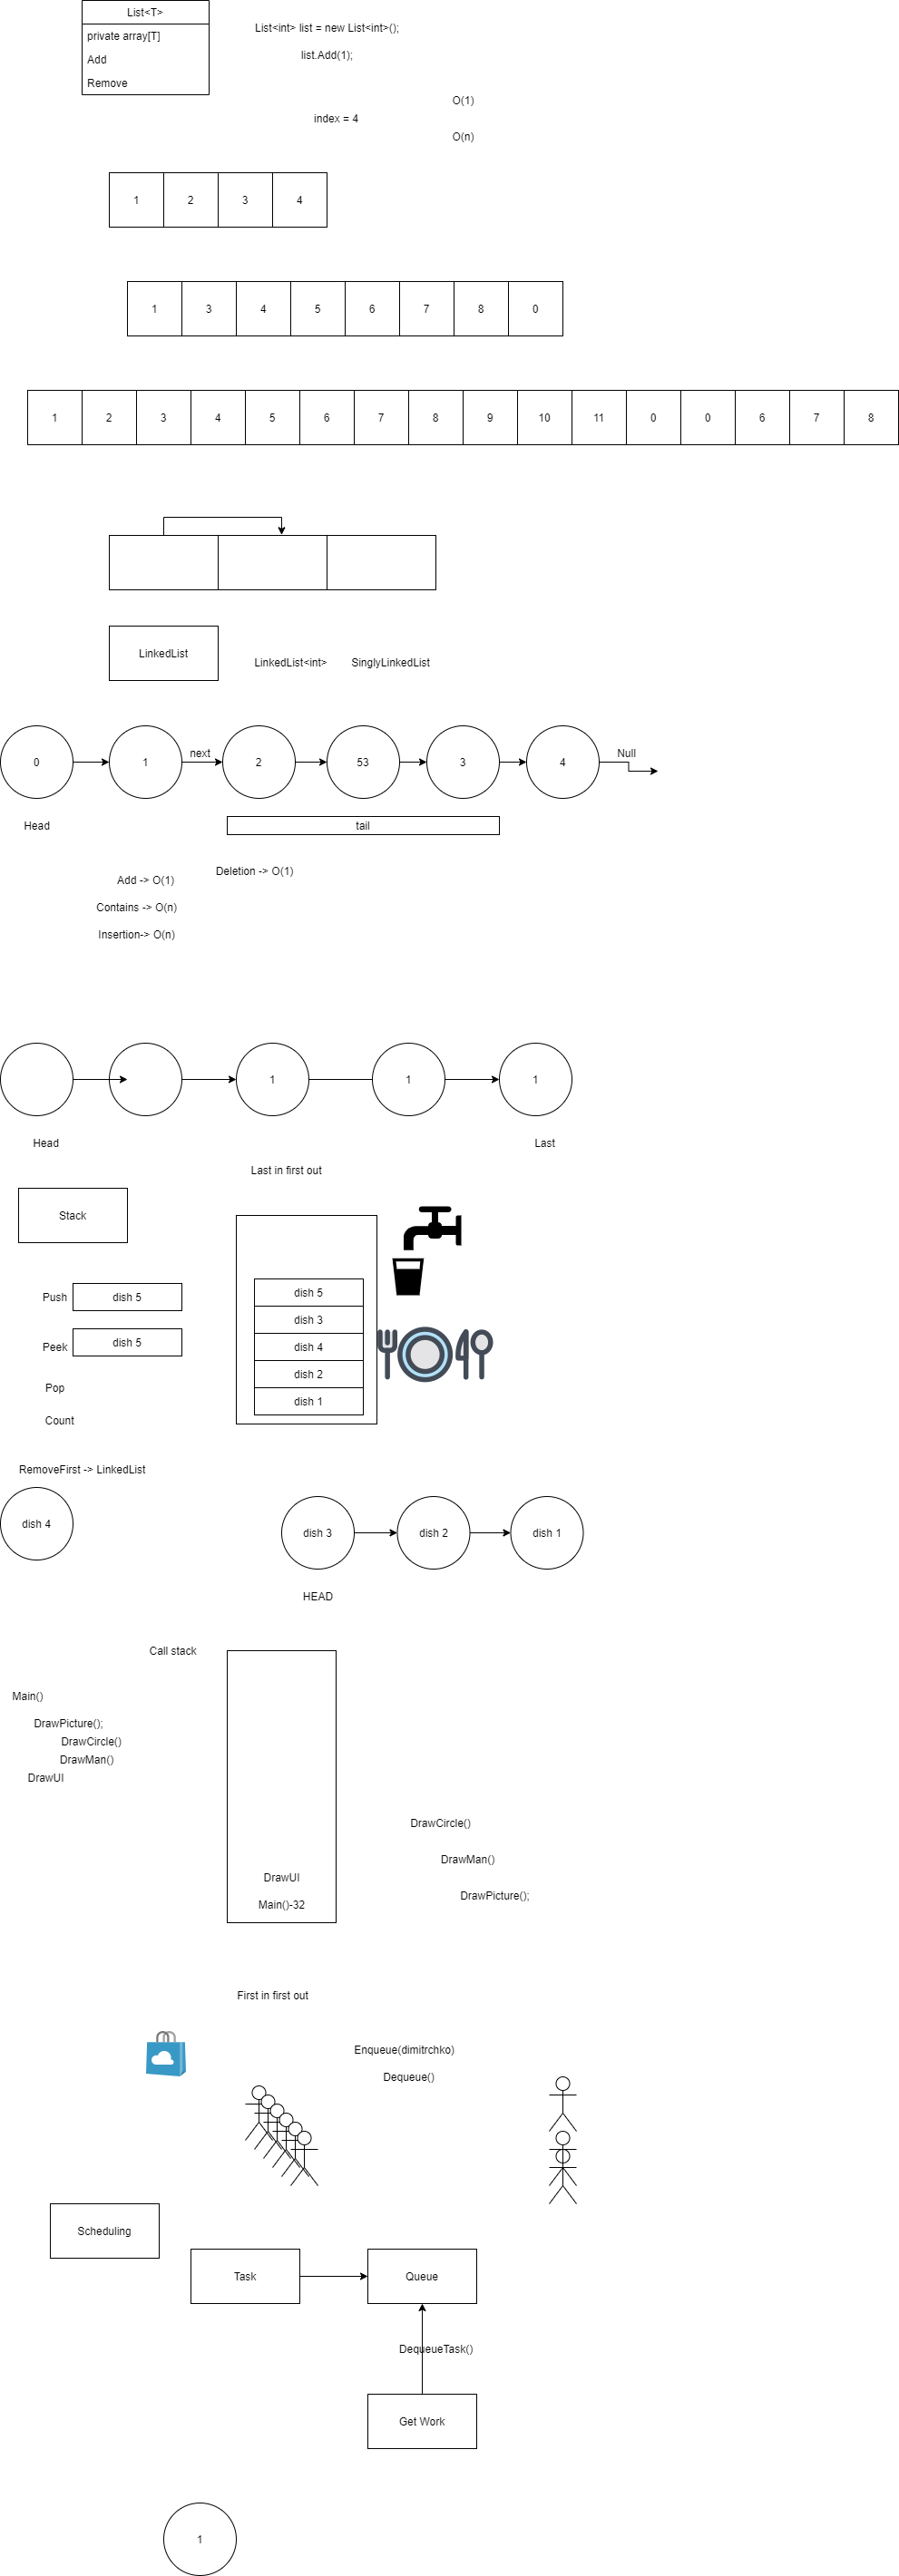 List<T>
private array[T]
Add
Remove
List<int> list = new List<int>();
list.Add(1);
O(1)
index = 4
O(n)
1 2 3 4
1 3 4 5 6 7 8 0
1 2 3 4 5 6 7 8 9 10 11 0 0 6 7 8
LinkedList
LinkedList<int> SinglyLinkedList
0 1 next 2 53 3 4 Null
Head
tail
Deletion -> O(1)
Add -> O(1)
Contains -> O(n)
Insertion-> O(n)
1 1 1
Head
Last
Last in first out
Stack
Push dish 5
Peek dish 5
Pop
Count
dish 5
dish 3
dish 4
dish 2
dish 1
RemoveFirst -> LinkedList
dish 4
dish 3 dish 2 dish 1
HEAD
Call stack
Main()
DrawPicture();
DrawCircle()
DrawMan()
DrawUI
DrawUI
Main()-32
DrawCircle()
DrawMan()
DrawPicture();
First in first out
Enqueue(dimitrchko)
Dequeue()
Scheduling
Task
Queue
DequeueTask()
Get Work
1